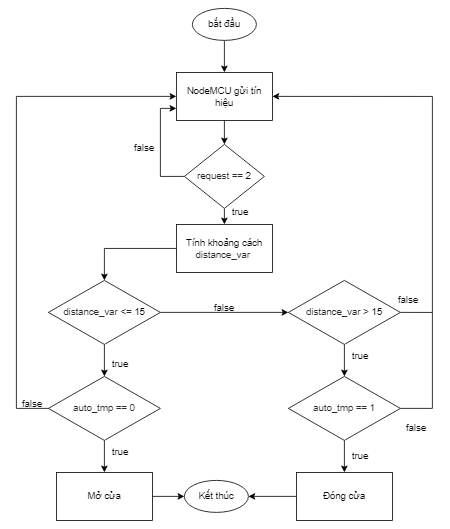 bắt đầu
NodeMCU gửi tín
hiệu
false
request == 2
true
Tính khoảng cách
distance_var
distance_var <= 15
false
distance_var > 15
false
true
true
false
auto_tmp == 0
auto_tmp == 1
false
true
true
Mở cửa
Kết thúc
Đóng cửa